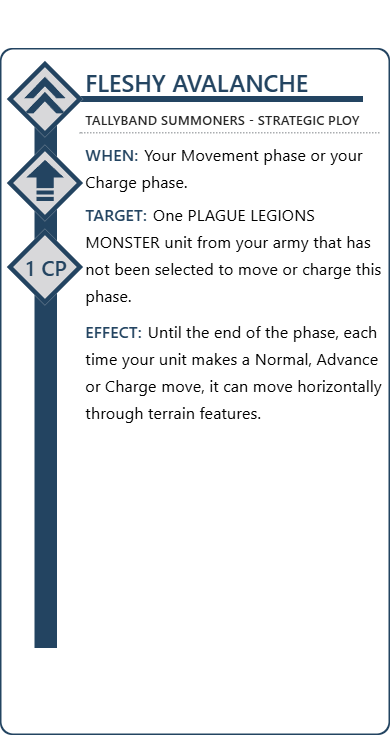 FLESHY AVALANCHE
TALLYBAND SUMMONERS - STRATEGIC PLOY
WHEN: Your Movement phase or your
Charge phase.
TARGET: One PLAGUE LEGIONS
MONSTER unit from your army that has
not been selected to move or charge this
phase.
1 CP
EFFECT: Until the end of the phase, each
time your unit makes a Normal, Advance
or Charge move, it can move horizontally
through terrain features.